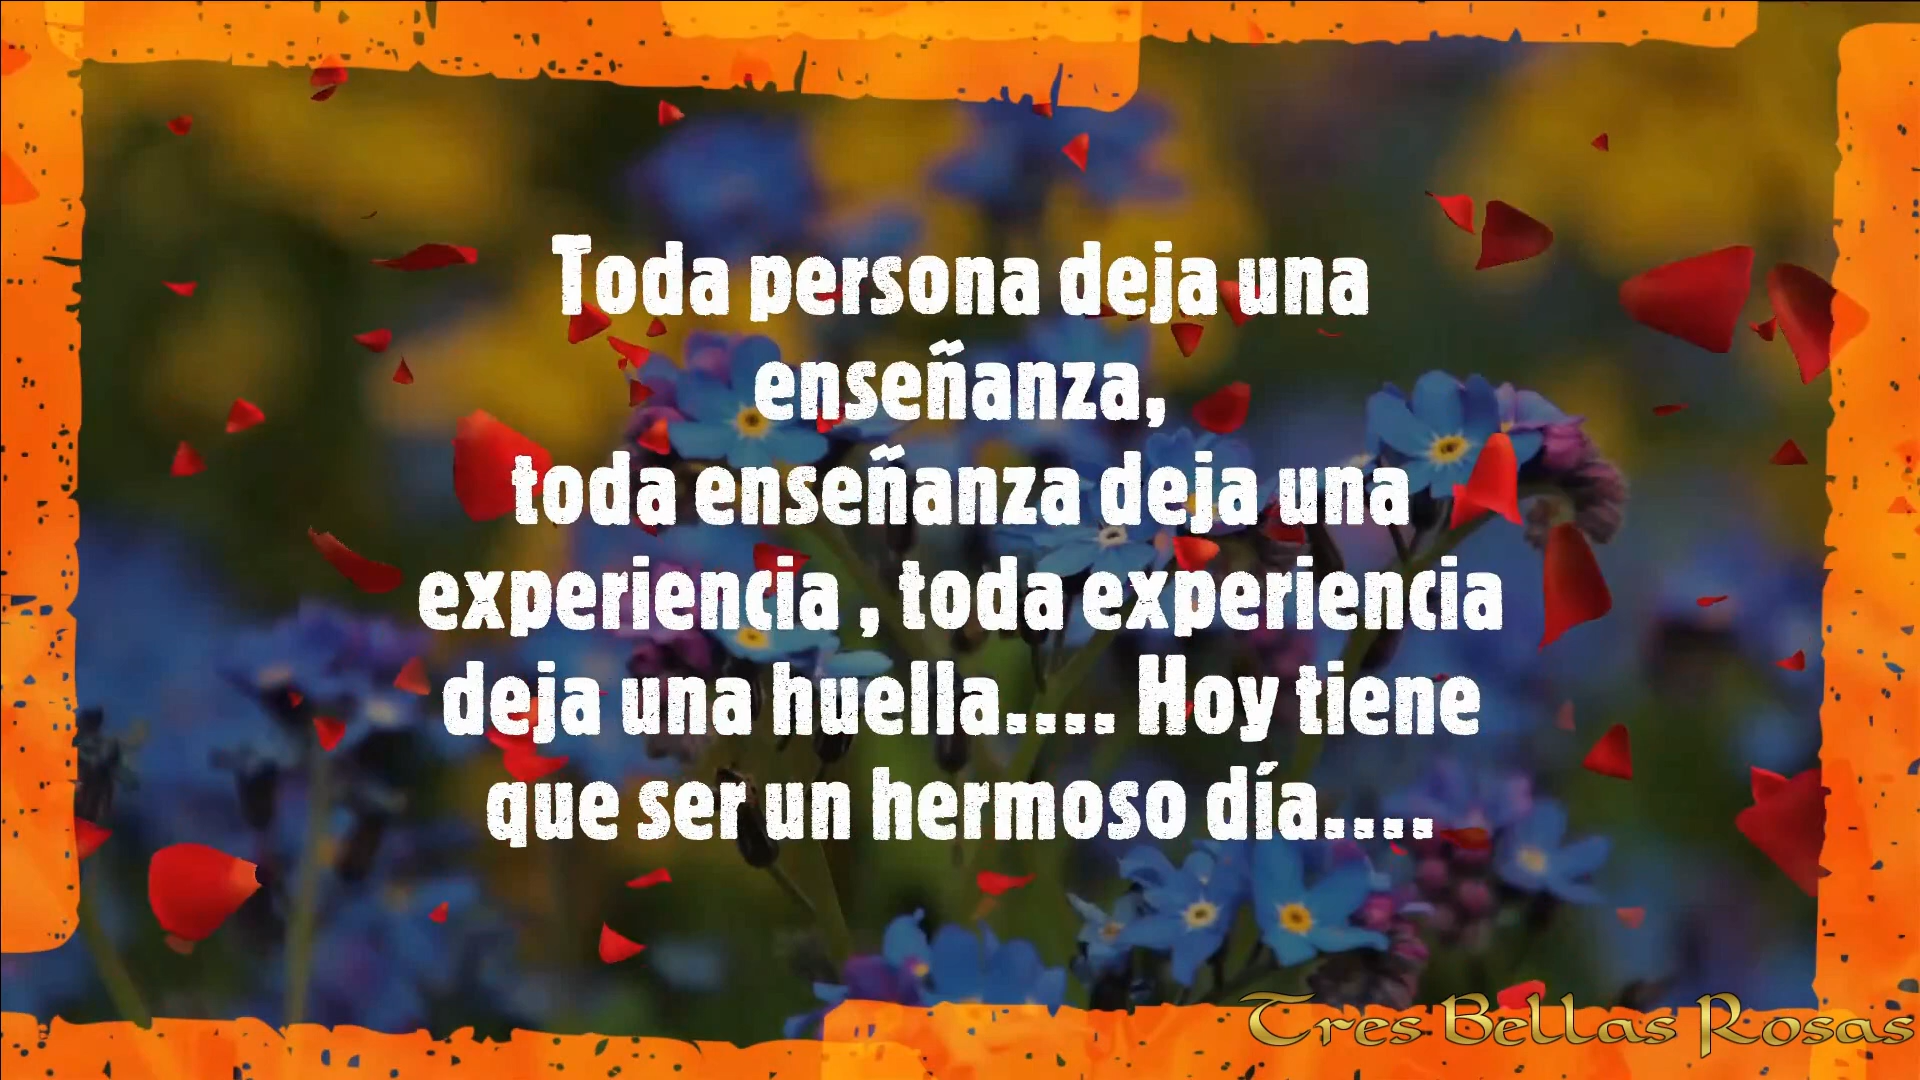 Toda persona deja una
enseñanza,
toda enseñanza deja una
experiencia , toda experiencia
deja una huella.... Hoy tiene
que ser un hermoso día....
Tres Bellas Rosas